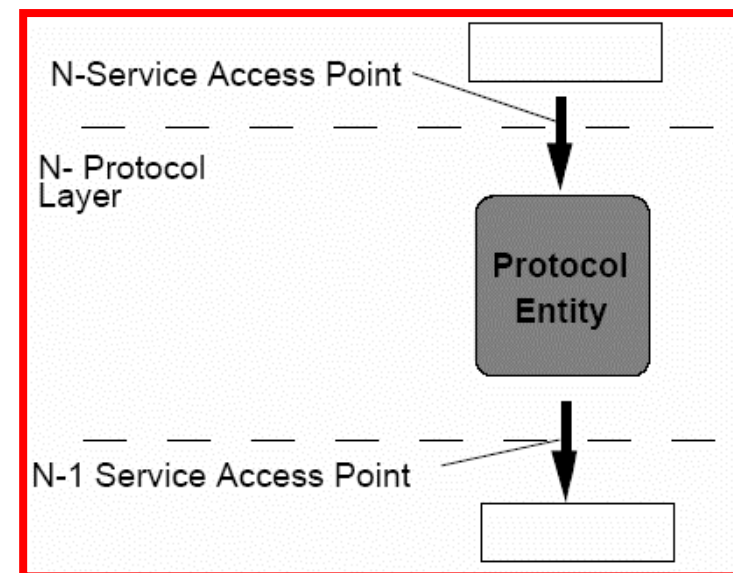 N-Service Access Point
N- Protocol
Layer
Protocol
Entity
N-1 Service Access Point